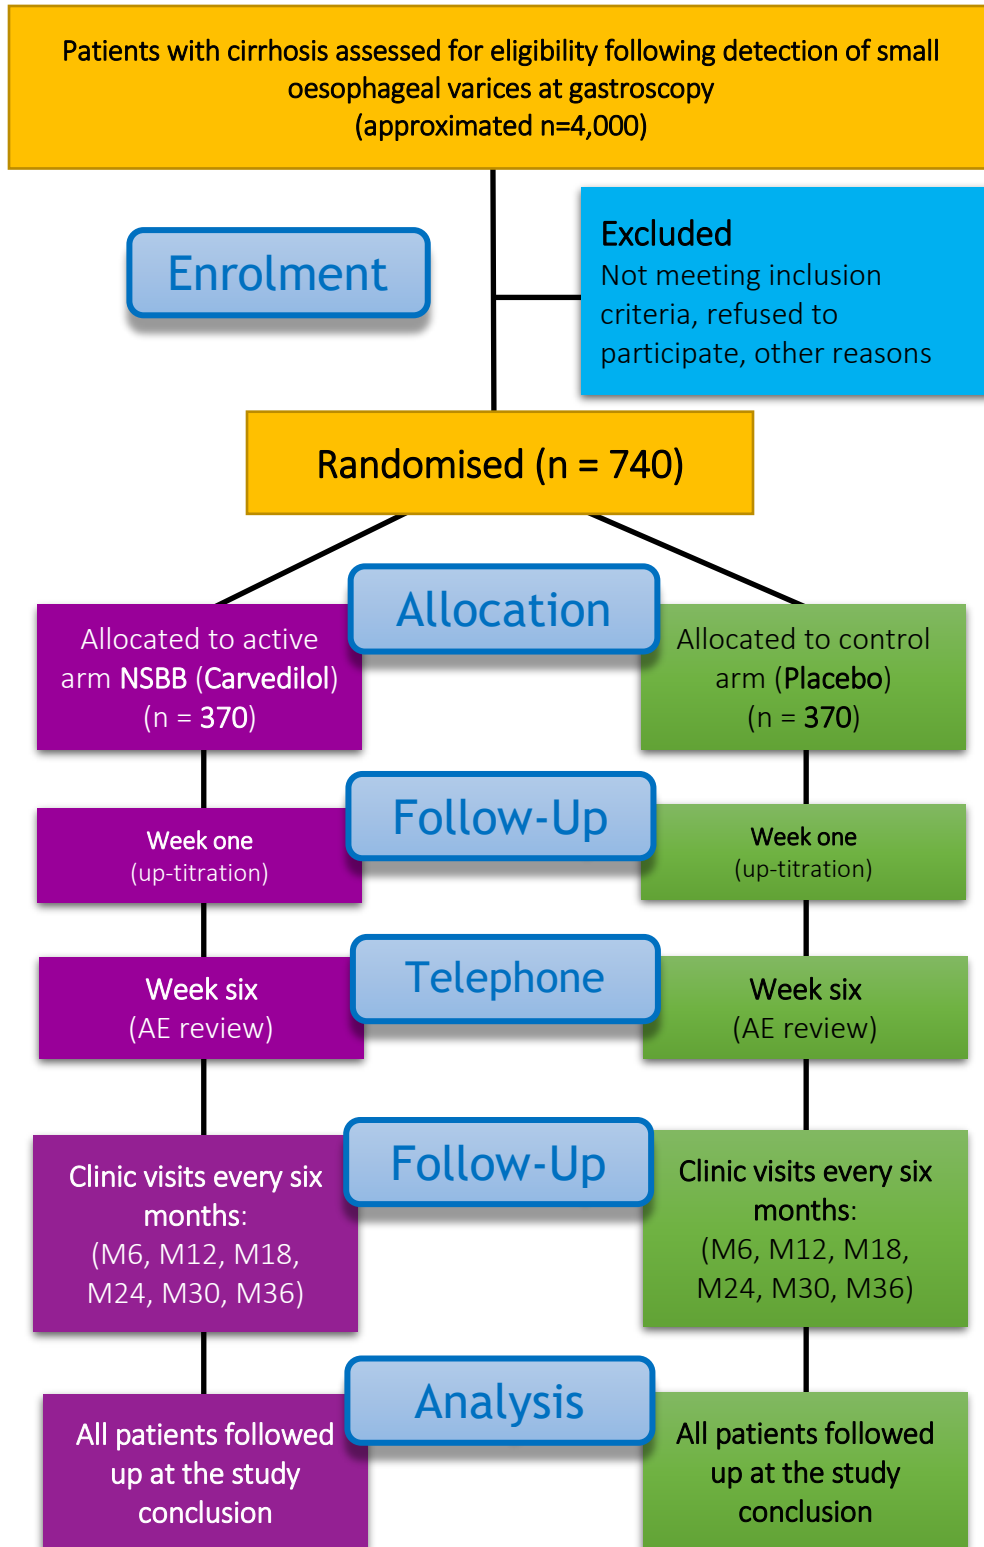 Patients with cirrhosis assessed for eligibility following detection of small
oesophageal varices at gastroscopy
(approximated n=4,000)
Enrolment
Excluded
Not meeting inclusion
criteria, refused to
participate, other reasons
Randomised (n = 740)
Allocation
Allocated to active
arm NSBB (Carvedilol)
(n = 370)
Allocated to control
arm (Placebo)
(n = 370)
Follow-Up
Week one
(up-titration)
Week one
(up-titration)
Telephone
Week six
(AE review)
Week six
(AE review)
Follow-Up
Clinic visits every six
months:
(M6, M12, M18,
M24, M30, M36)
Clinic visits every six
months:
(M6, M12, M18,
M24, M30, M36)
Analysis
All patients followed
up at the study
conclusion
All patients followed
up at the study
conclusion